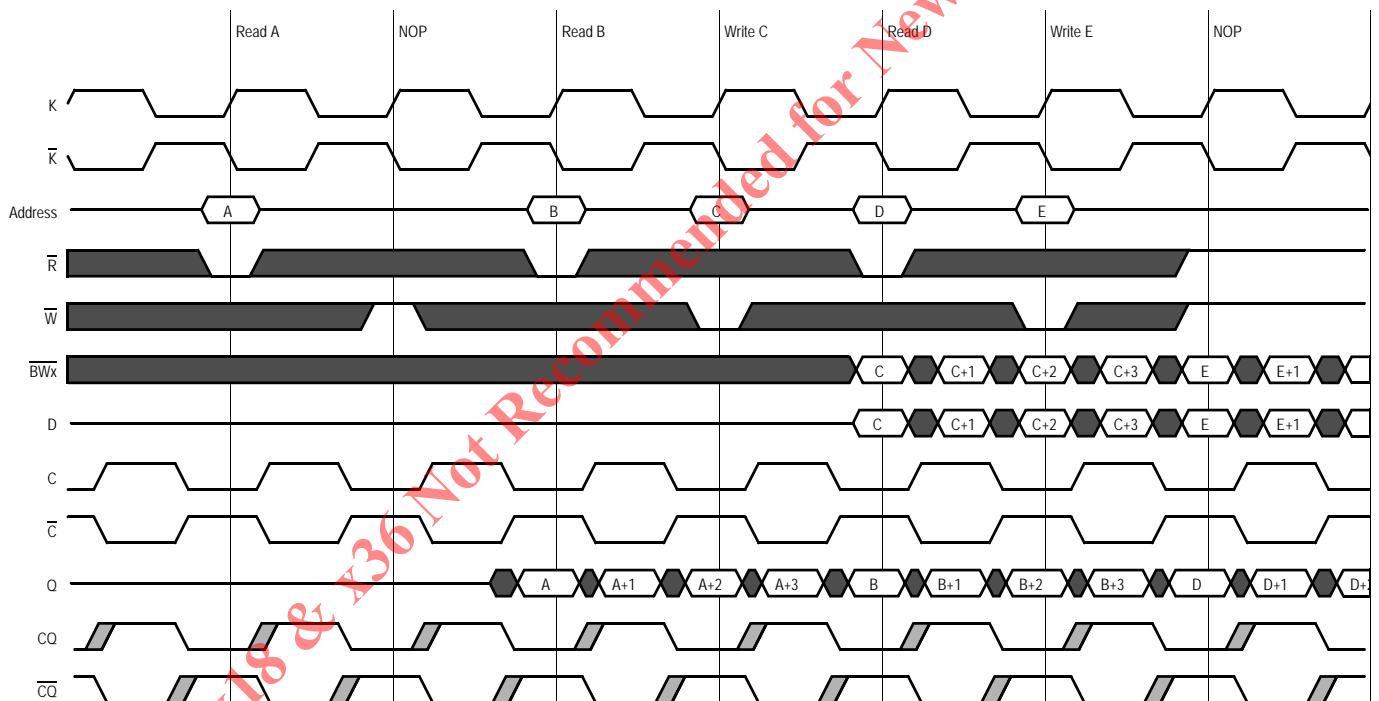 Read A NOP Read B Write C Read D Write E NOP
K
K
Address A B C D E
R
W
BWx C C+1 C+2 C+3 E E+1
D C C+1 C+2 C+3 E E+1
C
C
Q A A+1 A+2 A+3 B B+1 B+2 B+3 D D+1
CQ
CQ
x18 & x36 Not Recommended for New